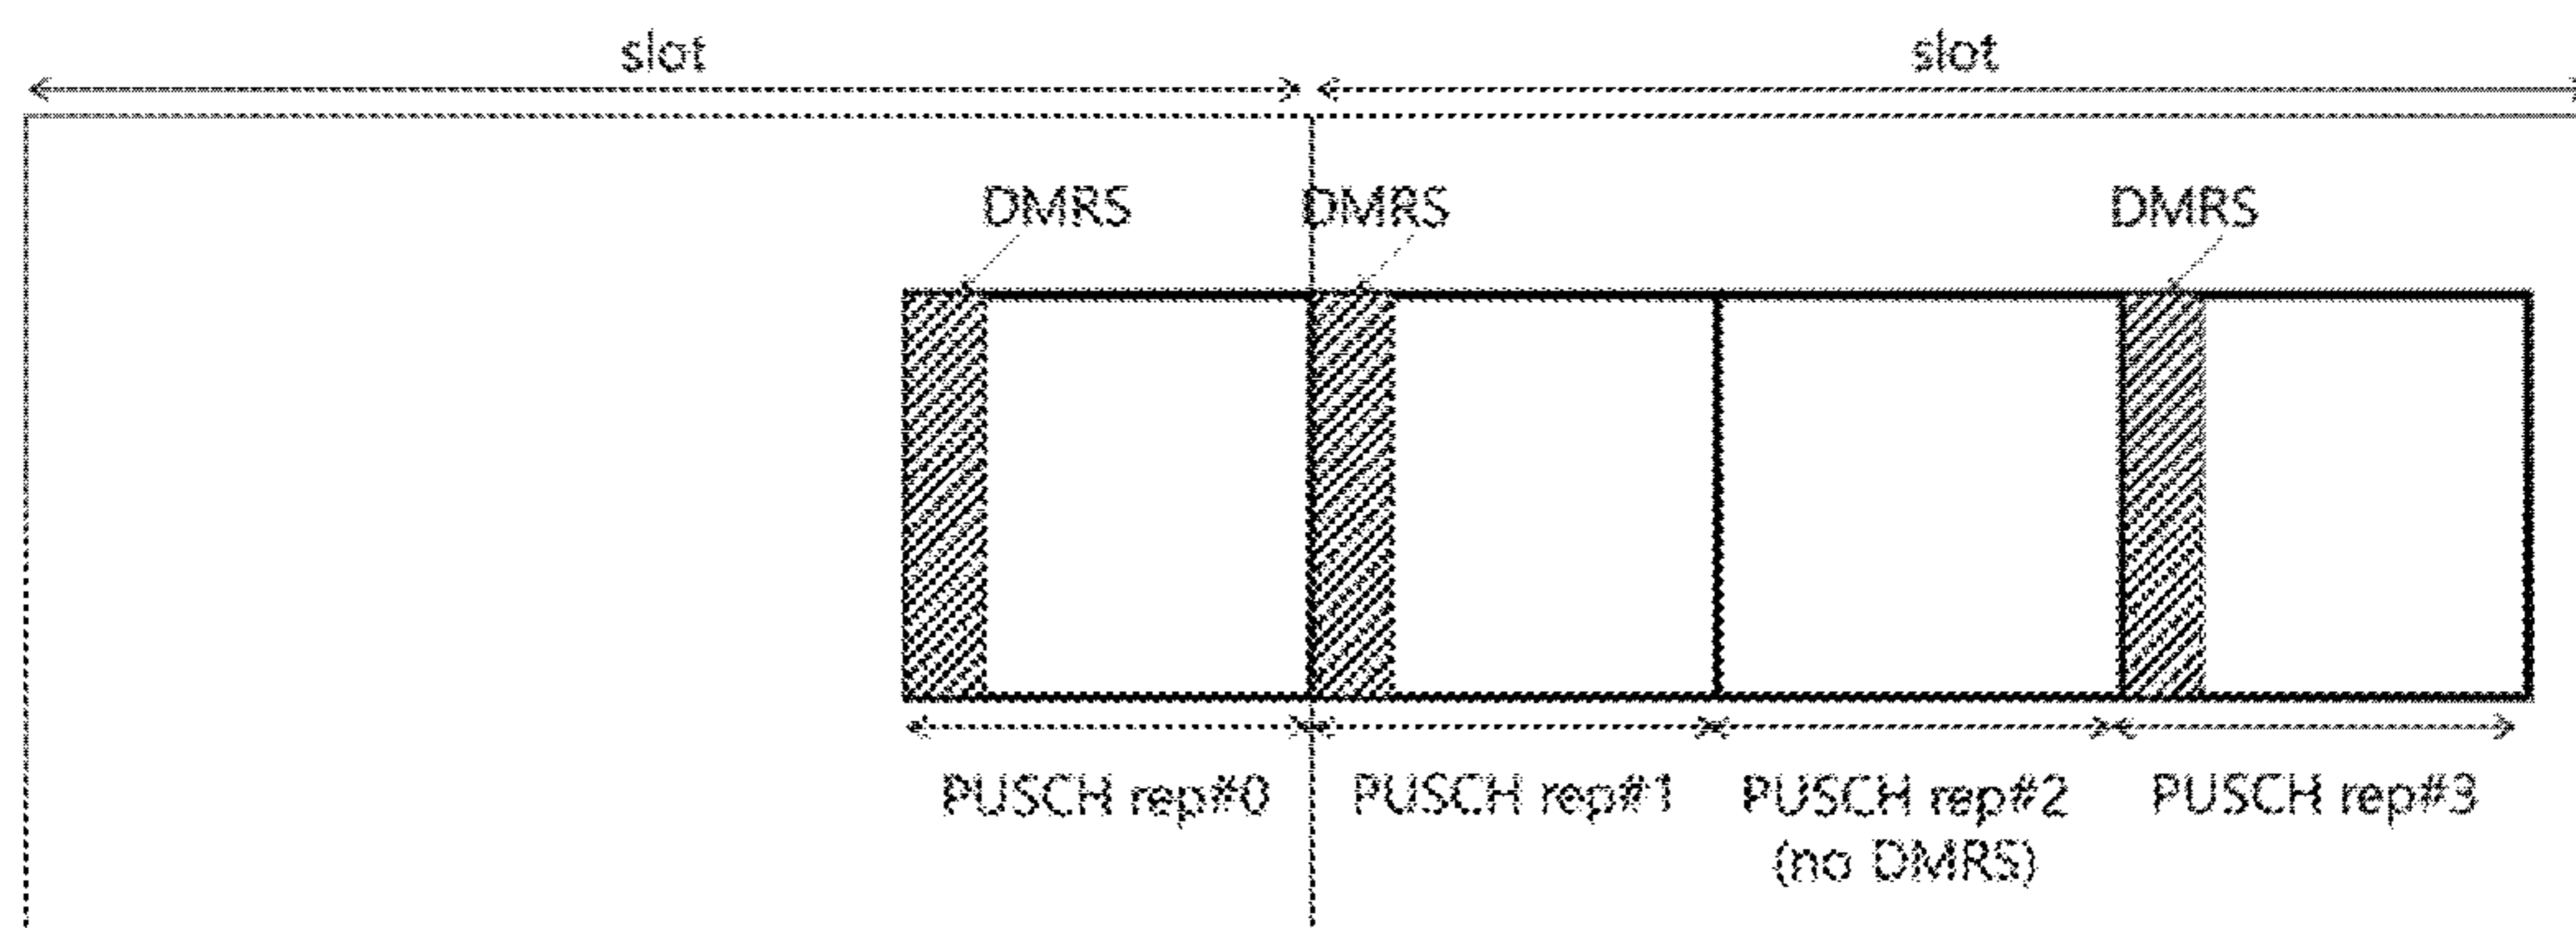 slot slot
DMRS DMRS DMRS
PUSCH rep#0 PUSCH rep#1 PUSCH rep#2 PUSCH rep#3
(no DMRS)